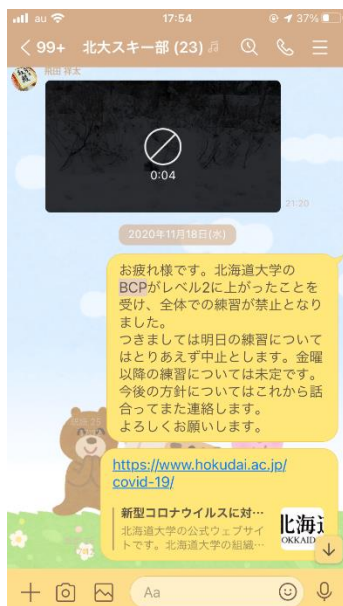 au 17:54 37%
99+ 北大スキー部 (23)
飛田 祥太
0:04
21:20
2020年11月18日(水)
お疲れ様です。北海道大学の
BCPがレベル2に上がったことを
受け、全体での練習が禁止となり
ました。
つきましては明日の練習について
はとりあえず中止とします。金曜
以降の練習については未定です。
今後の方針についてはこれから話
合ってまた連絡します。
よろしくお願いします。
既読 25
https://www.hokudai.ac.jp/
covid-19/
新型コロナウイルスに対…
北海道大学の公式ウェブサイ
トです。北海道大学の組織…
北海道
OKKAID
Aa